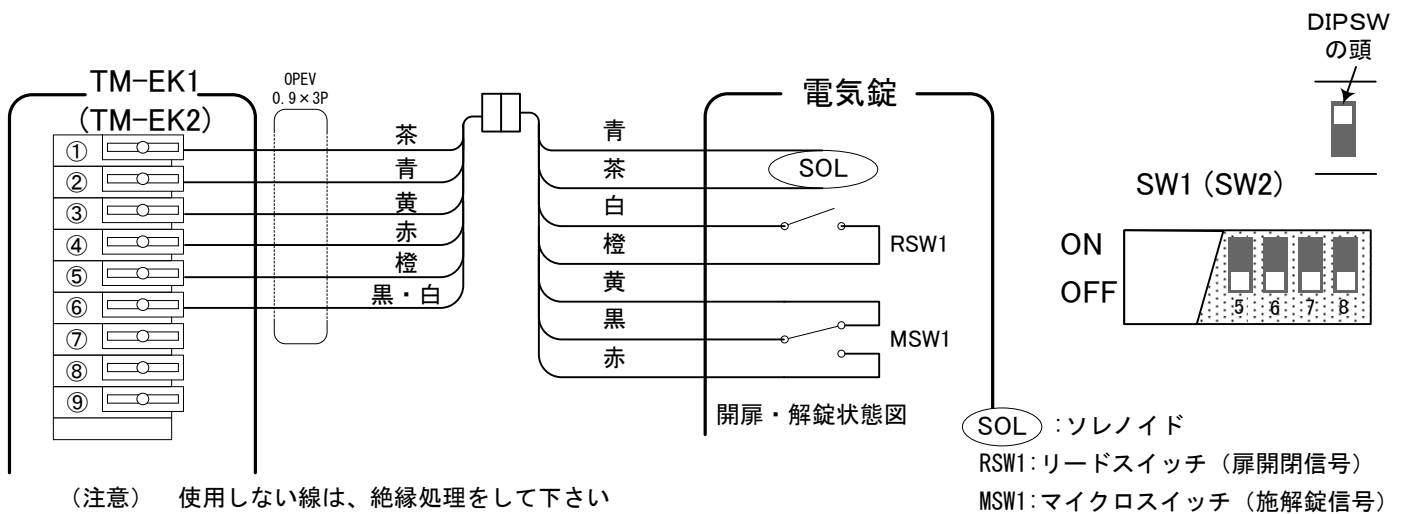 DIPSW
の頭
TM-EK1
(TM-EK2)
OPEV
0.9×3P
電気錠
①
②
③
④
⑤
⑥
⑦
⑧
⑨
茶
青
黄
赤
橙
黒・白
青
茶
白
橙
黄
黒
赤
SOL
RSW1
MSW1
開扉・解錠状態図
SW1 (SW2)
ON
OFF
5 6 7 8
SOL :ソレノイド
RSW1:リードスイッチ（扉開閉信号）
MSW1:マイクロスイッチ（施解錠信号）
（注意） 使用しない線は、絶縁処理をして下さい